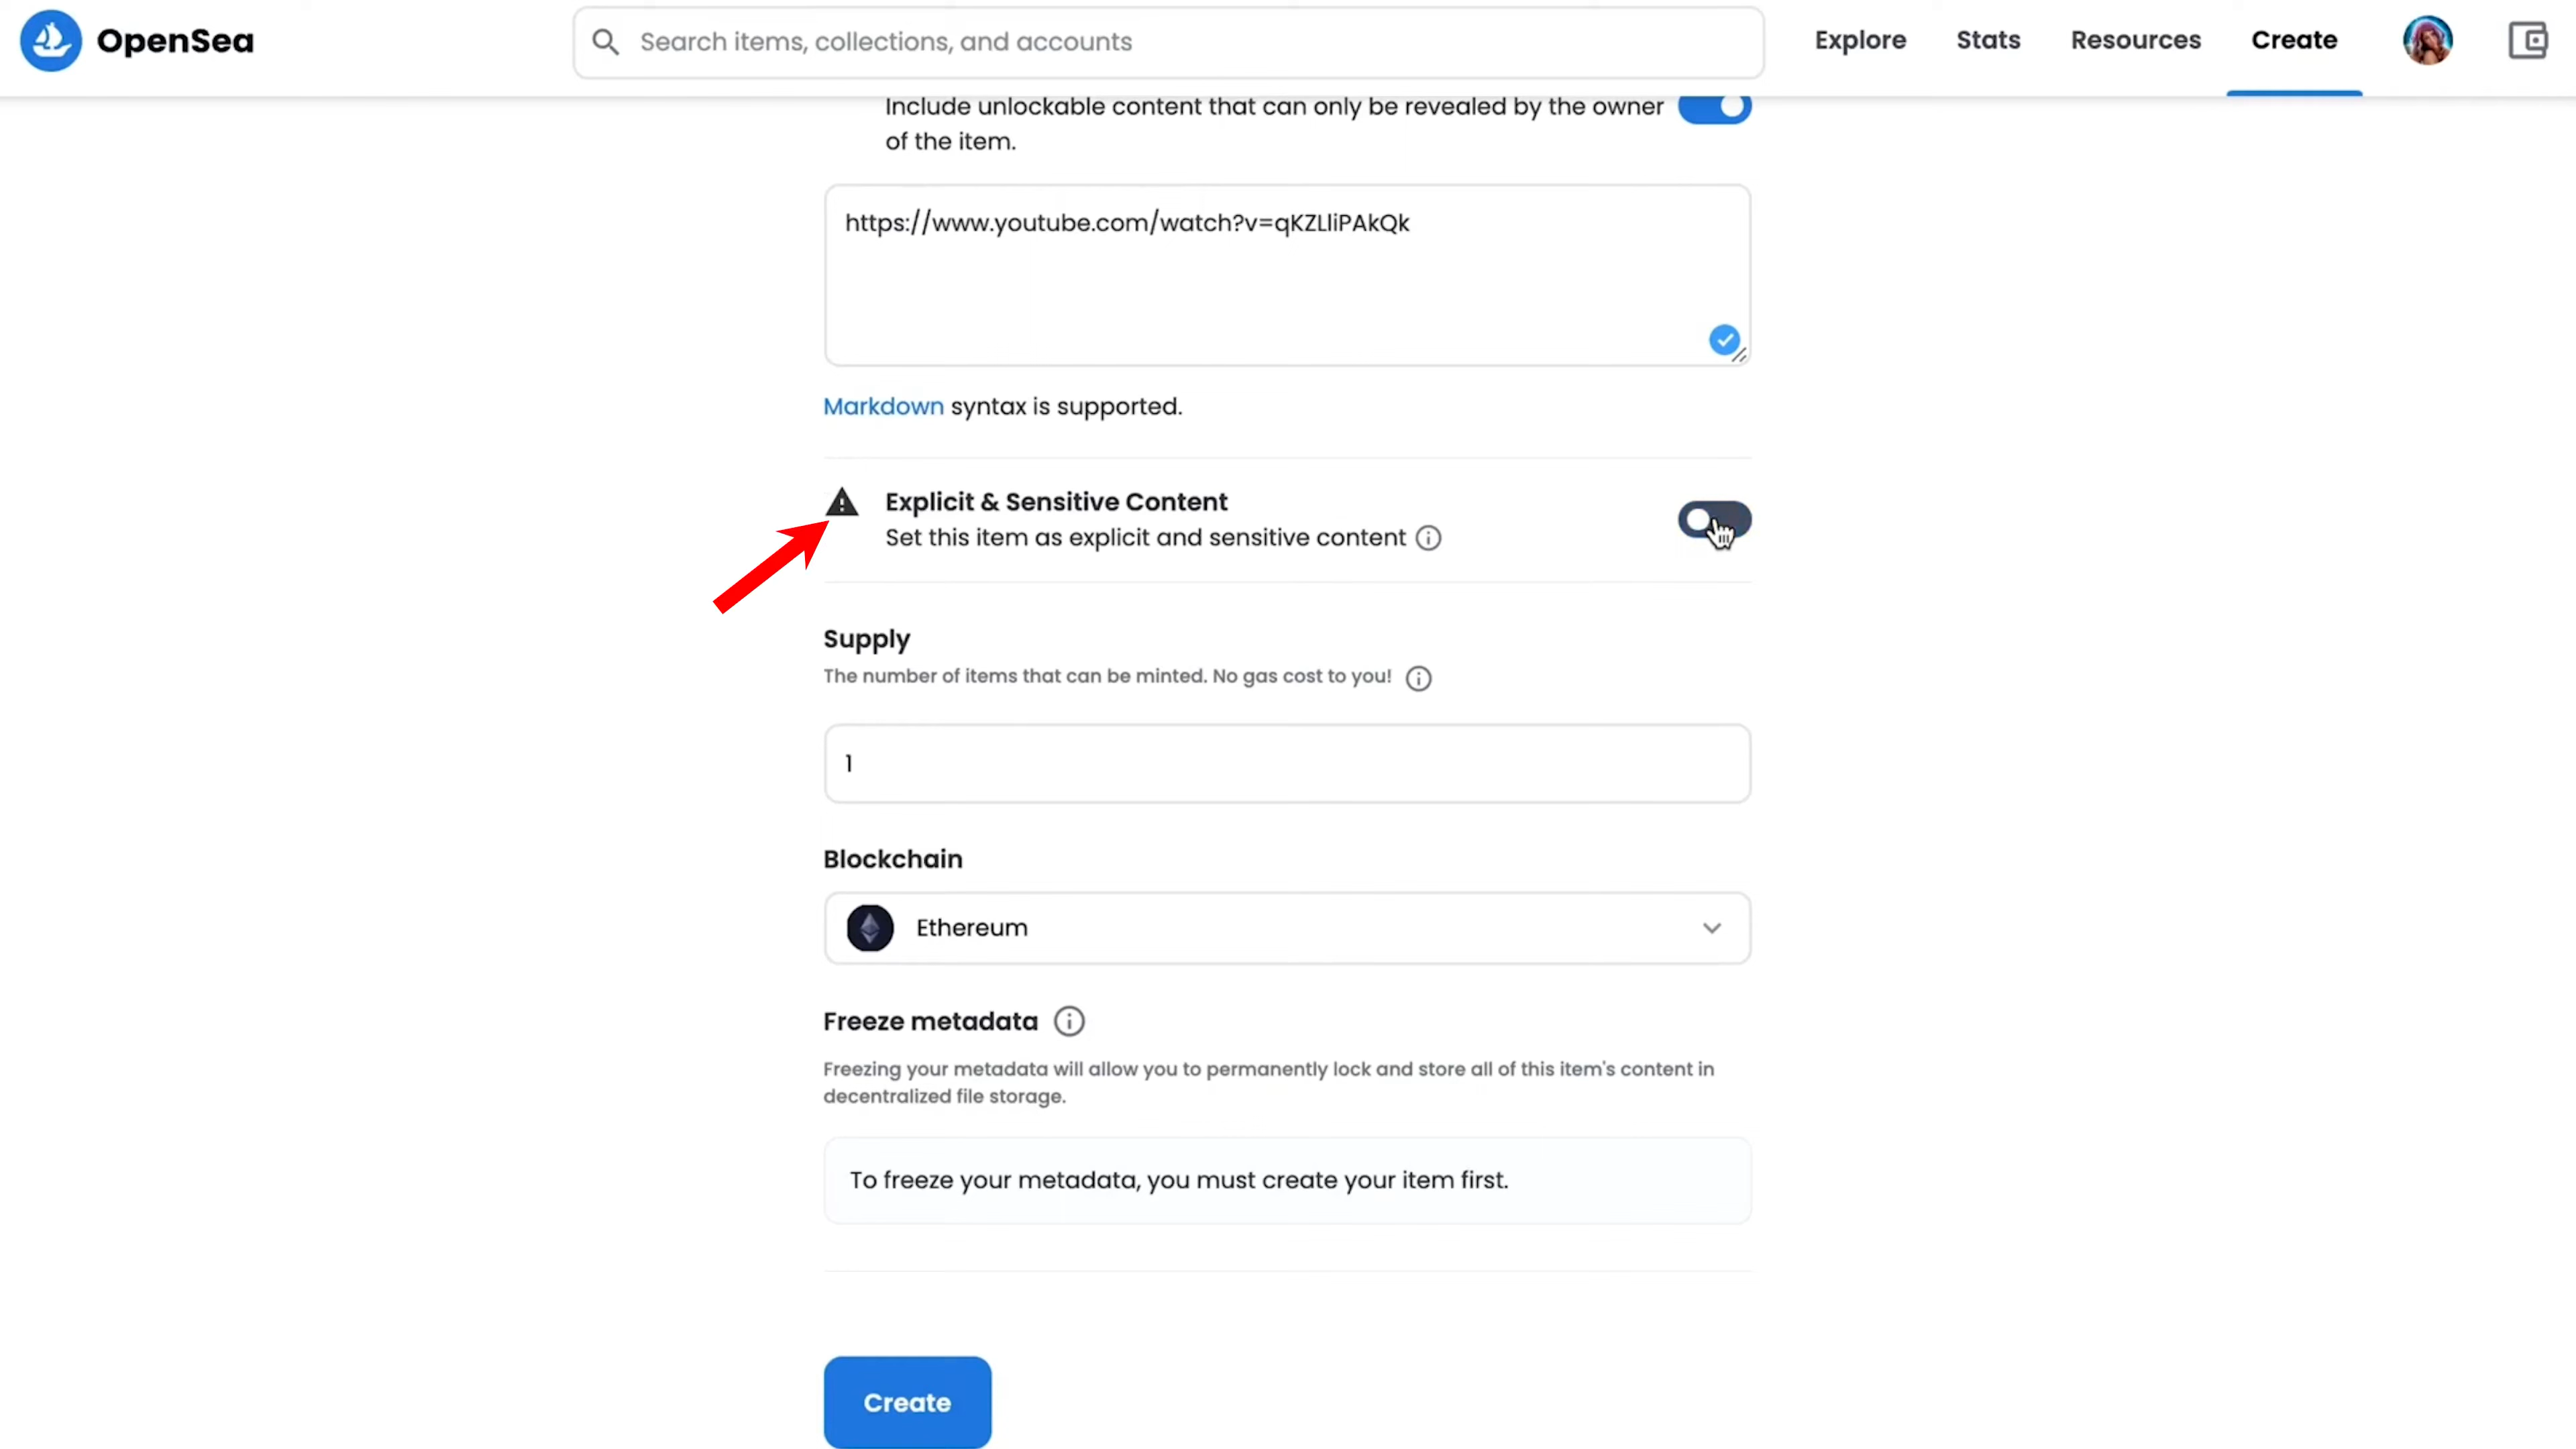 OpenSea
Search items, collections, and accounts
Explore
Stats
Resources
Create
Include unlockable content that can only be revealed by the owner
of the item.
https://www.youtube.com/watch?v=qKZLliPAkQk
Markdown syntax is supported.
Explicit & Sensitive Content
Set this item as explicit and sensitive content
Supply
The number of items that can be minted. No gas cost to you!
1
Blockchain
Ethereum
Freeze metadata
Freezing your metadata will allow you to permanently lock and store all of this item's content in
decentralized file storage.
To freeze your metadata, you must create your item first.
Create